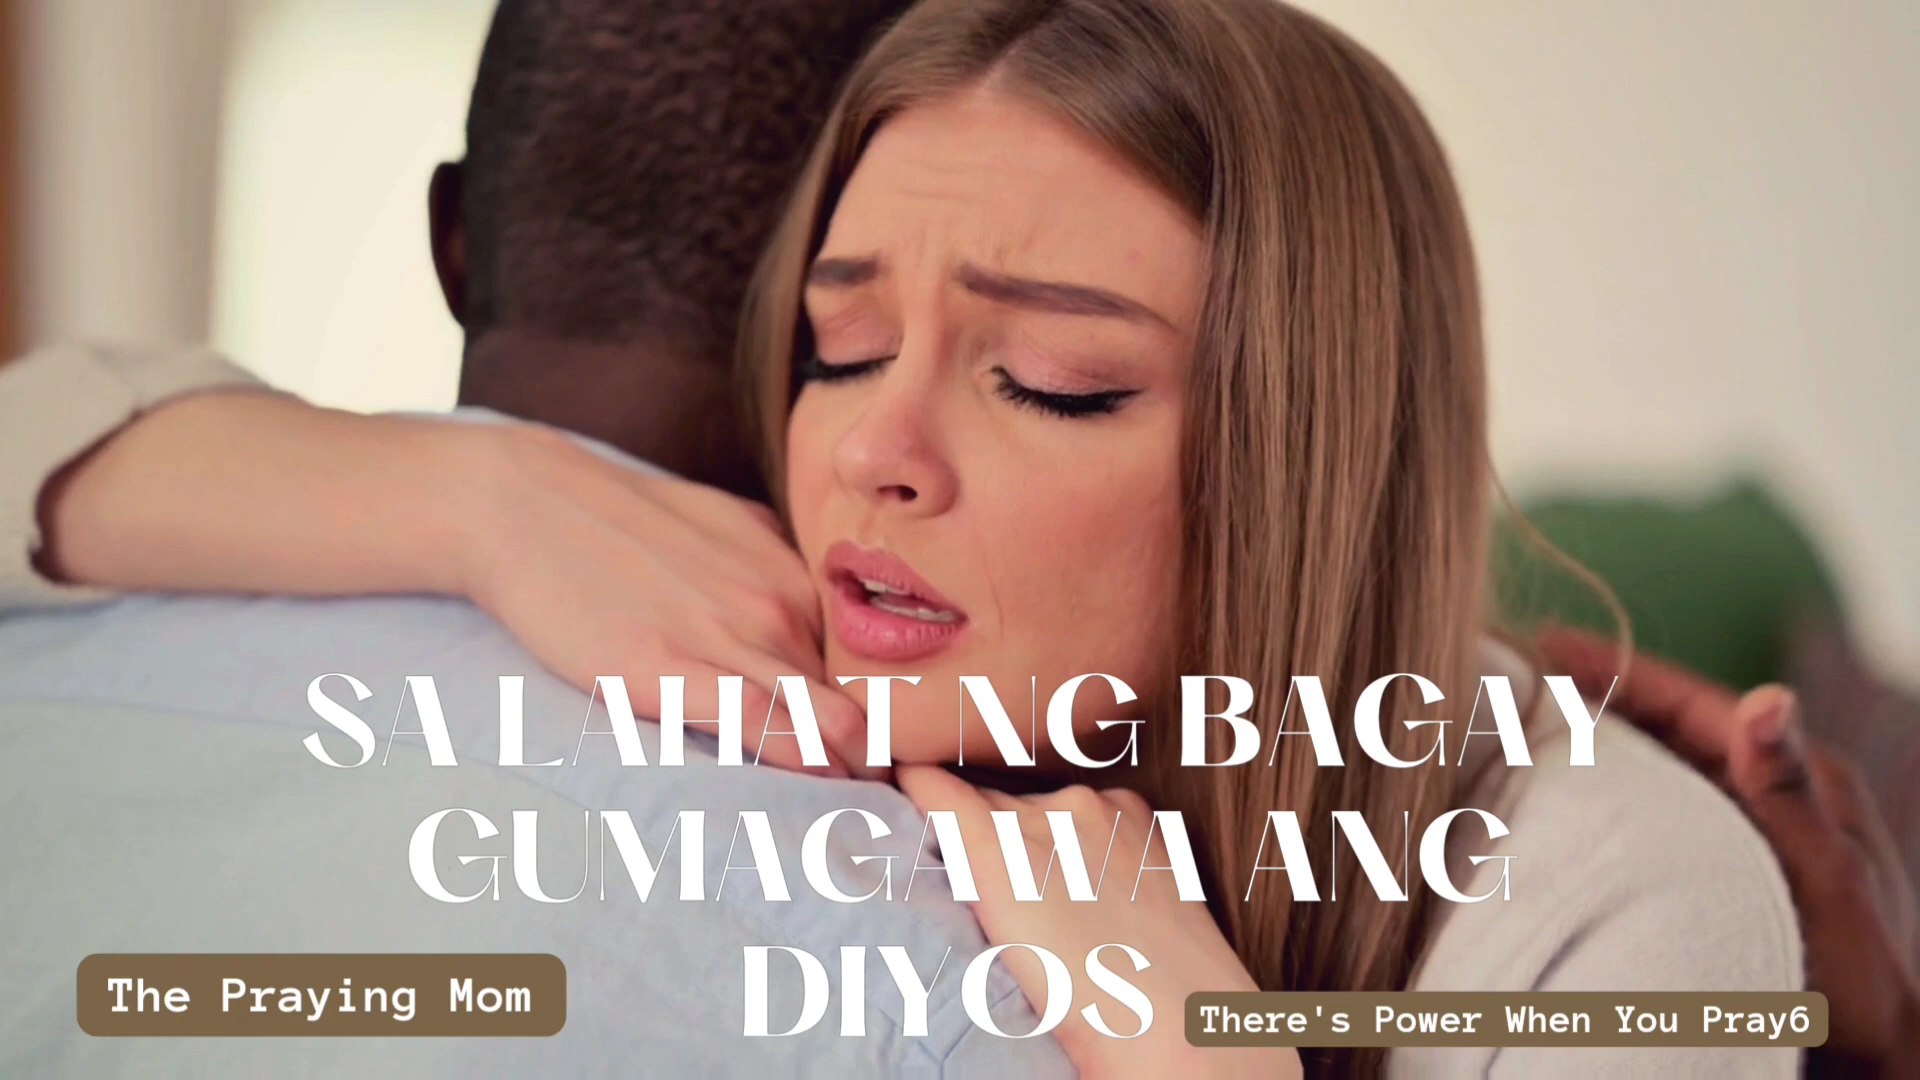 SA LAHAT NG BAGAY
GUMAGAWA ANG
DIYOS
The Praying Mom
There's Power When You Pray6